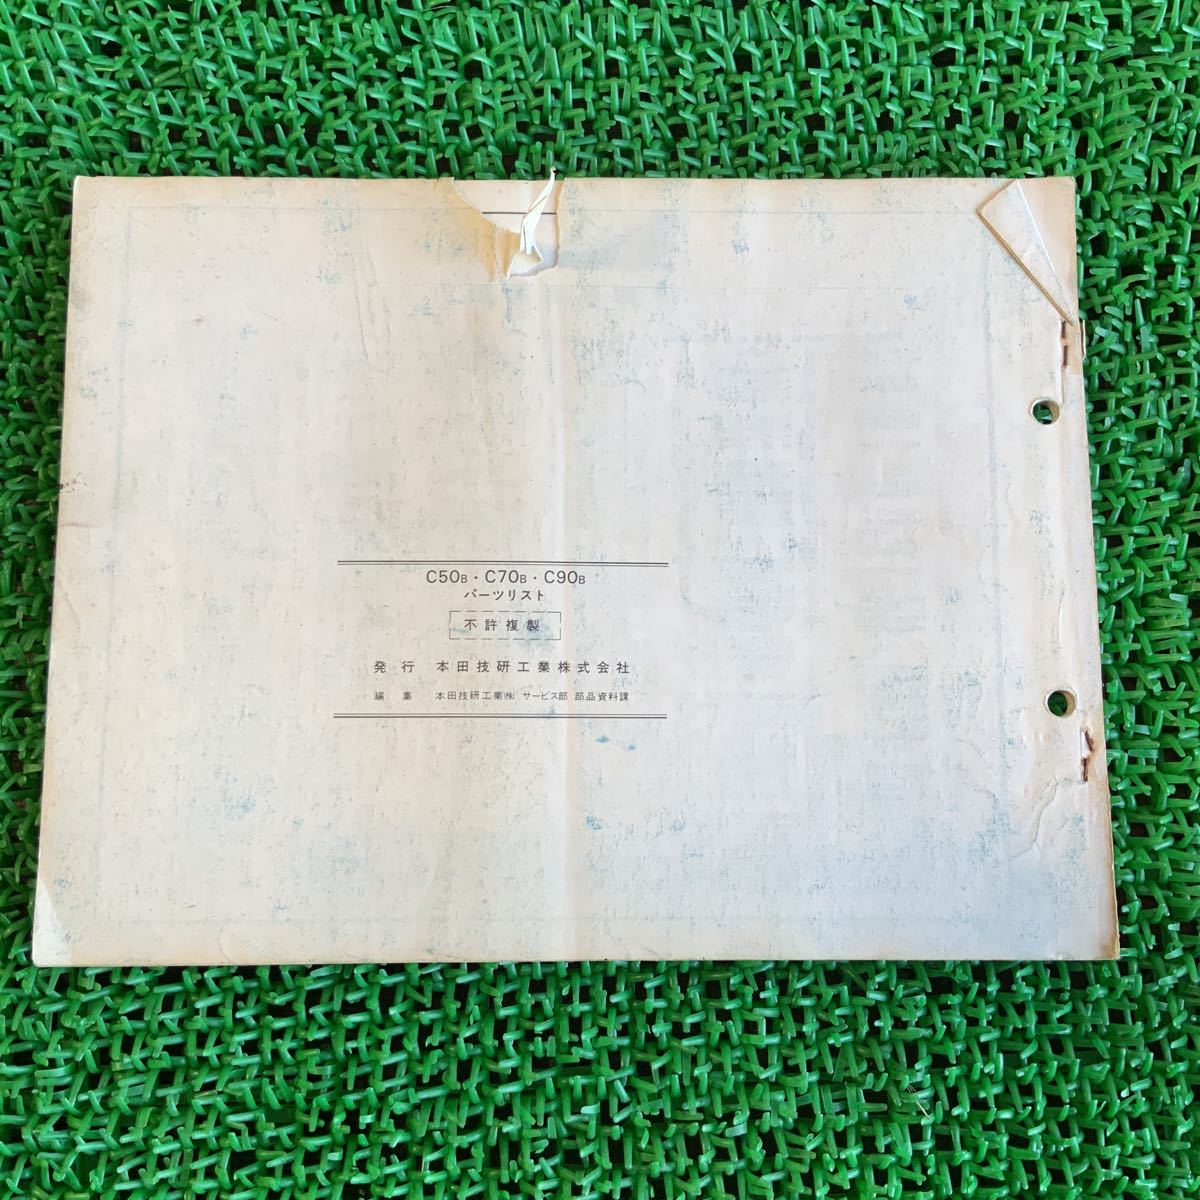 C50B・C70B・C90B
パーツリスト
不許複製
発行 本田技研工業株式会社
編集 本田技研工業㈱ サービス部 部品資料課